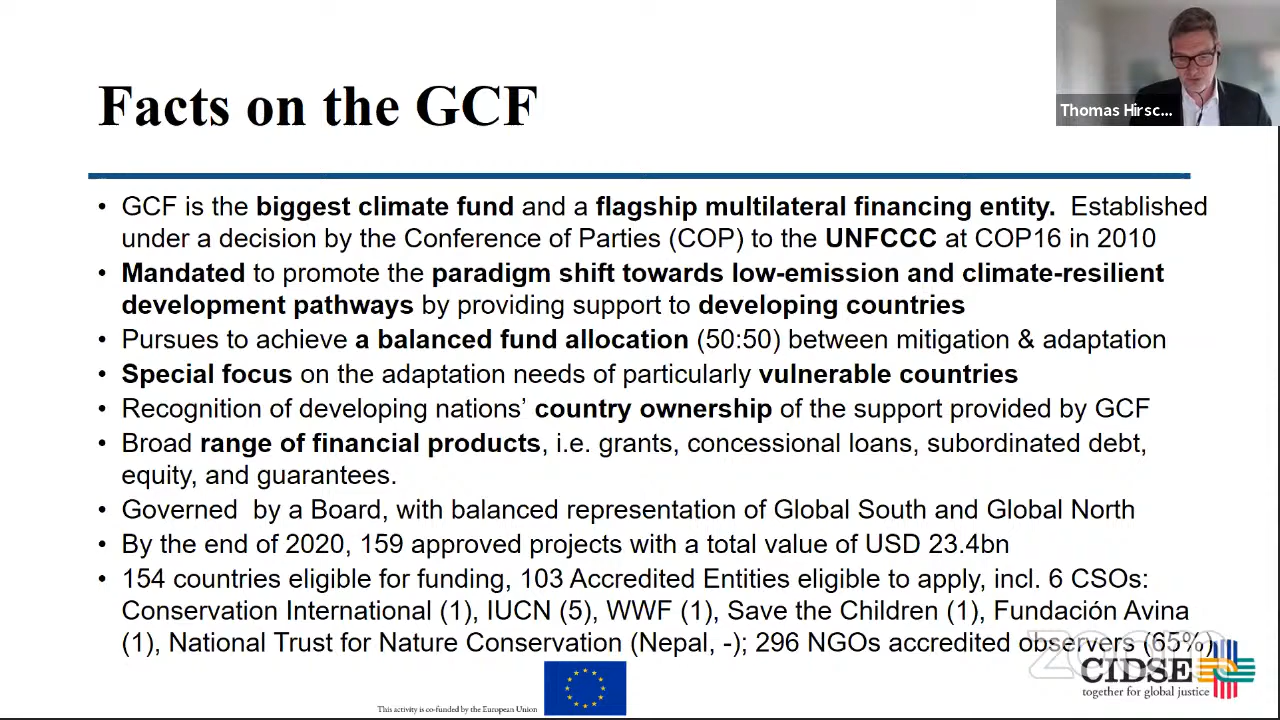 Facts on the GCF
Thomas Hirsc...
• GCF is the biggest climate fund and a flagship multilateral financing entity. Established
under a decision by the Conference of Parties (COP) to the UNFCCC at COP16 in 2010
• Mandated to promote the paradigm shift towards low-emission and climate-resilient
development pathways by providing support to developing countries
• Pursues to achieve a balanced fund allocation (50:50) between mitigation & adaptation
• Special focus on the adaptation needs of particularly vulnerable countries
• Recognition of developing nations’ country ownership of the support provided by GCF
• Broad range of financial products, i.e. grants, concessional loans, subordinated debt,
equity, and guarantees.
• Governed by a Board, with balanced representation of Global South and Global North
• By the end of 2020, 159 approved projects with a total value of USD 23.4bn
• 154 countries eligible for funding, 103 Accredited Entities eligible to apply, incl. 6 CSOs:
Conservation International (1), IUCN (5), WWF (1), Save the Children (1), Fundación Avina
(1), National Trust for Nature Conservation (Nepal, -); 296 NGOs accredited observers (65%)
zoom
CIDSE
together for global justice
This activity is co-funded by the European Union